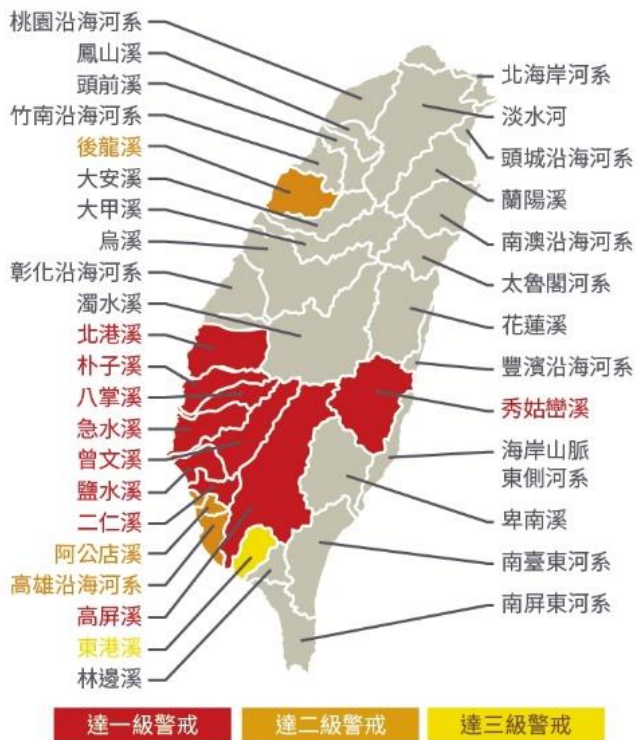 桃園沿海河系
鳳山溪
頭前溪
竹南沿海河系
後龍溪
大安溪
大甲溪
烏溪
彰化沿海河系
濁水溪
北港溪
朴子溪
八掌溪
急水溪
曾文溪
鹽水溪
二仁溪
阿公店溪
高雄沿海河系
高屏溪
東港溪
林邊溪
北海岸河系
淡水河
頭城沿海河系
蘭陽溪
南澳沿海河系
太魯閣河系
花蓮溪
豐濱沿海河系
秀姑巒溪
海岸山脈
東側河系
卑南溪
南臺東河系
南屏東河系
達一級警戒
達二級警戒
達三級警戒